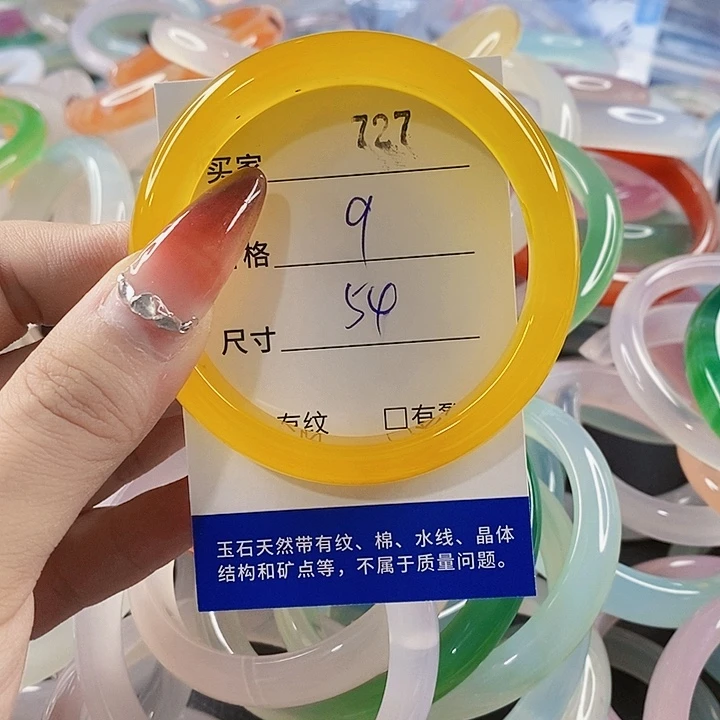 买家 727
格 9
尺寸 54
有纹 □有裂
玉石天然带有纹、棉、水线、晶体
结构和矿点等，不属于质量问题。